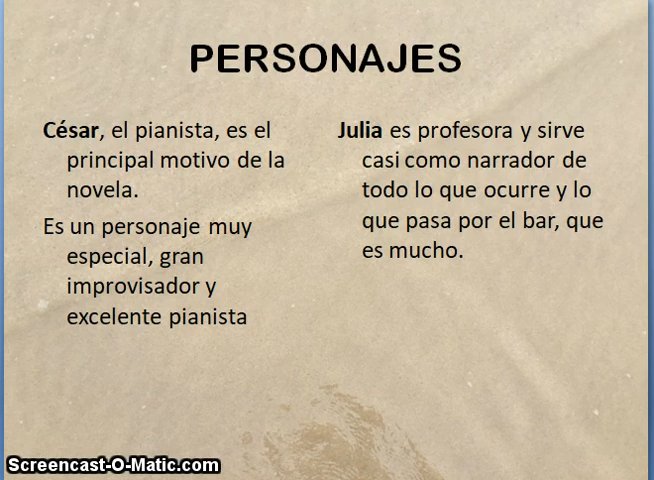 PERSONAJES
César, el pianista, es el
principal motivo de la
novela.
Es un personaje muy
especial, gran
improvisador y
excelente pianista
Julia es profesora y sirve
casi como narrador de
todo lo que ocurre y lo
que pasa por el bar, que
es mucho.
Screencast-O-Matic.com